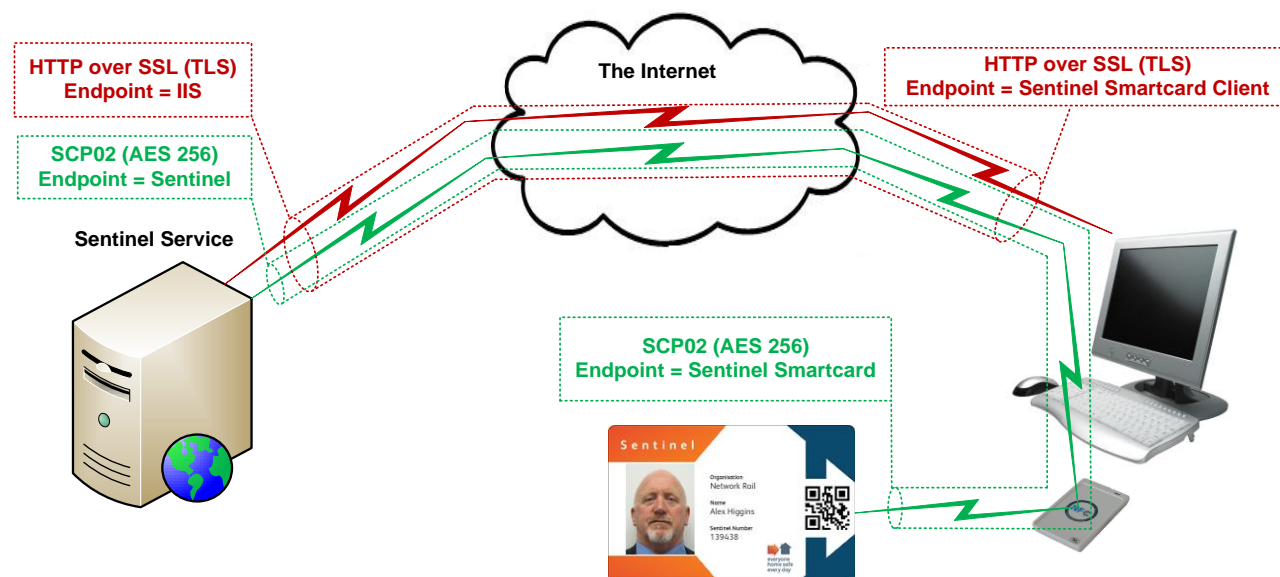 HTTP over SSL (TLS)
Endpoint = IIS
The Internet
HTTP over SSL (TLS)
Endpoint = Sentinel Smartcard Client
SCP02 (AES 256)
Endpoint = Sentinel
Sentinel Service
SCP02 (AES 256)
Endpoint = Sentinel Smartcard
Sentinel
Organisation
Network Rail
Name
Alex Higgins
Sentinel Number
139438
everyone
home safe
every day
NFC